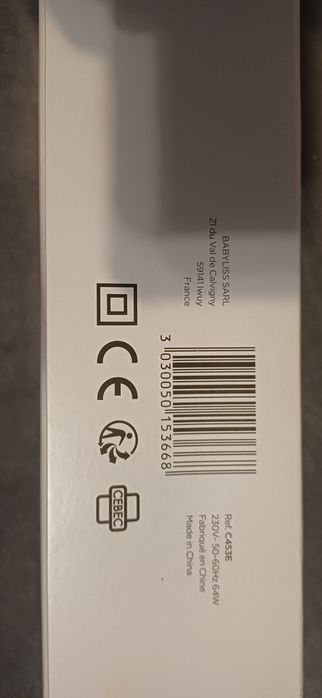 BABYLISS SARL
ZI du Val de Calvigny
59141 Iwuy
France
3 030050 153668
CEBEC
Ref. C453E
230V~ 50-60Hz 64W
Fabriqué en Chine
Made in China